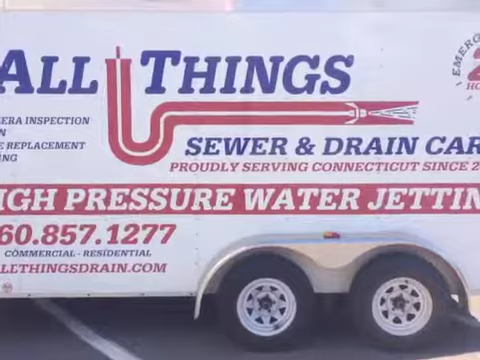 ALL THINGS
EMERG
2
HO
ERA INSPECTION
N
E REPLACEMENT
ING
SEWER & DRAIN CAR
PROUDLY SERVING CONNECTICUT SINCE 2
IGH PRESSURE WATER JETTIN
60.857.1277
COMMERCIAL - RESIDENTIAL
LLTHINGSDRAIN.COM